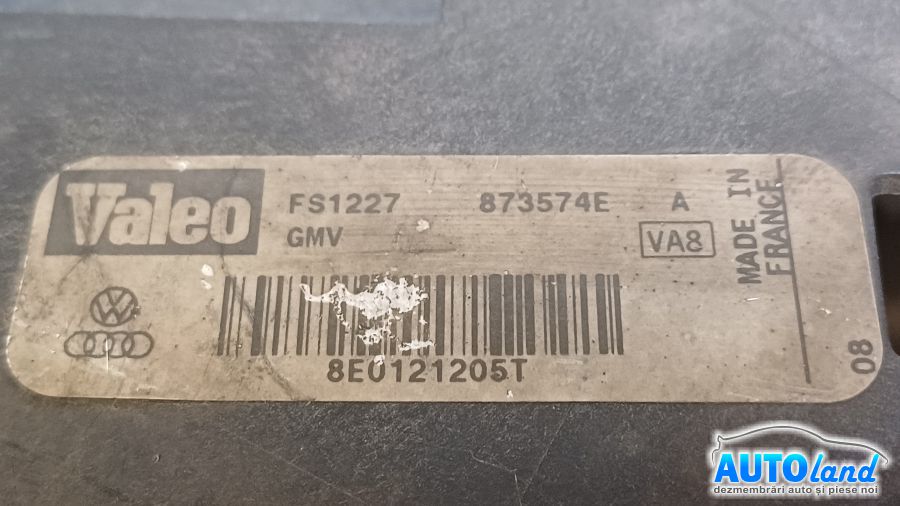 Valeo
FS1227 873574E A
GMV VA8
MADE IN
FRANCE
8E0121205T
08
AUTOland
dezmembrări auto și piese noi